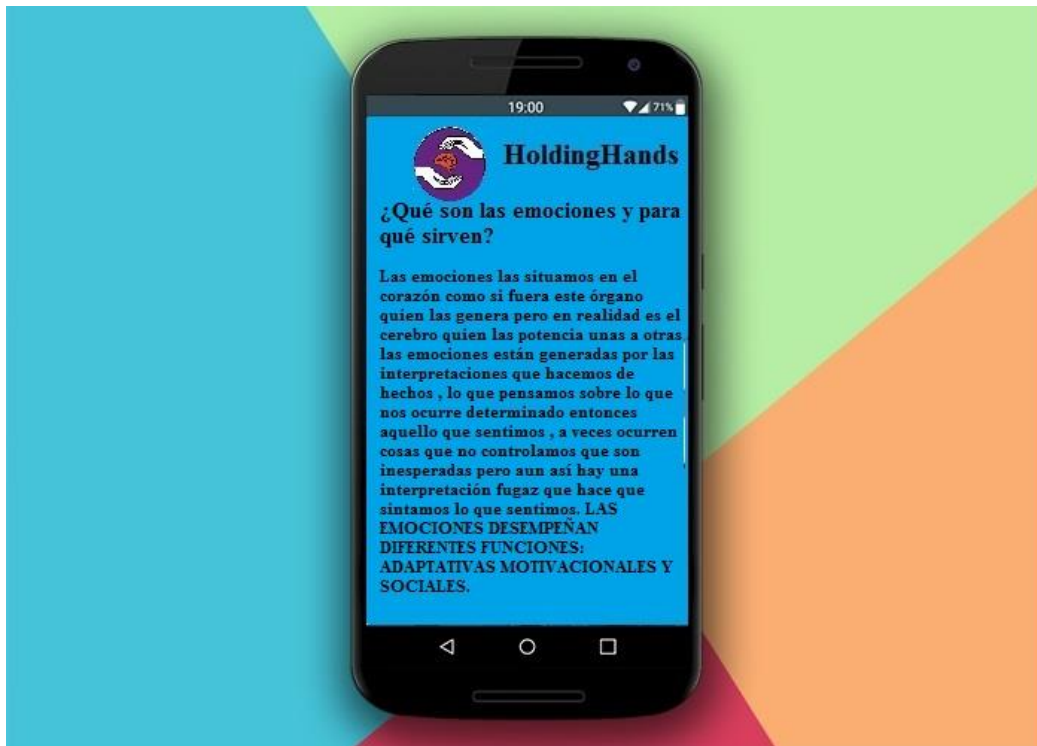 19:00 71%
HoldingHands
¿Qué son las emociones y para
qué sirven?
Las emociones las situamos en el
corazón como si fuera este órgano
quien las genera pero en realidad es el
cerebro quien las potencia unas a otras
las emociones están generadas por las
interpretaciones que hacemos de
hechos , lo que pensamos sobre lo que
nos ocurre determinado entonces
aquello que sentimos , a veces ocurren
cosas que no controlamos que son
inesperadas pero aun así hay una
interpretación fugaz que hace que
sintamos lo que sentimos. LAS
EMOCIONES DESEMPEÑAN
DIFERENTES FUNCIONES:
ADAPTATIVAS MOTIVACIONALES Y
SOCIALES.